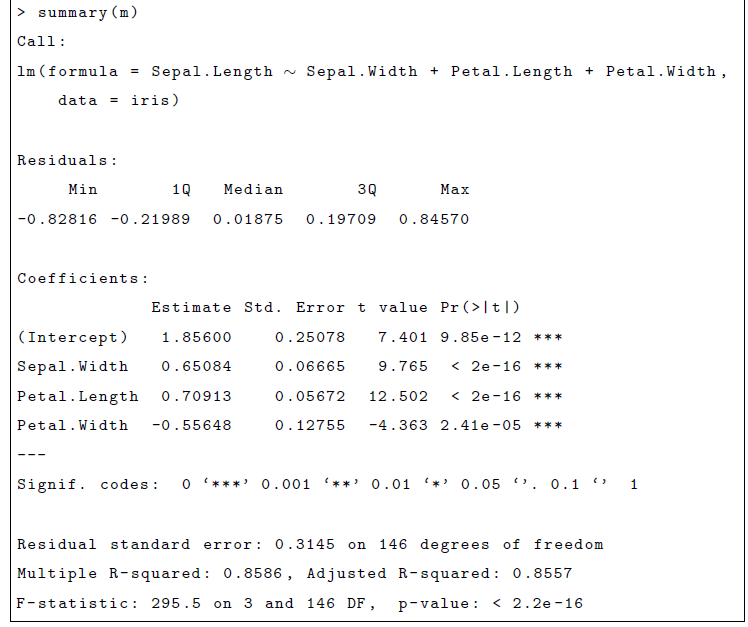 > summary(m)
Call:
lm(formula = Sepal.Length ∼ Sepal.Width + Petal.Length + Petal.Width,
data = iris)
Residuals:
Min 1Q Median 3Q Max
-0.82816 -0.21989 0.01875 0.19709 0.84570
Coefficients:
Estimate Std. Error t value Pr(>|t|)
(Intercept) 1.85600 0.25078 7.401 9.85e-12 ***
Sepal.Width 0.65084 0.06665 9.765 < 2e-16 ***
Petal.Length 0.70913 0.05672 12.502 < 2e-16 ***
Petal.Width -0.55648 0.12755 -4.363 2.41e-05 ***
---
Signif. codes: 0 ‘***’ 0.001 ‘**’ 0.01 ‘*’ 0.05 ‘’. 0.1 ‘’ 1
Residual standard error: 0.3145 on 146 degrees of freedom
Multiple R-squared: 0.8586, Adjusted R-squared: 0.8557
F-statistic: 295.5 on 3 and 146 DF, p-value: < 2.2e-16